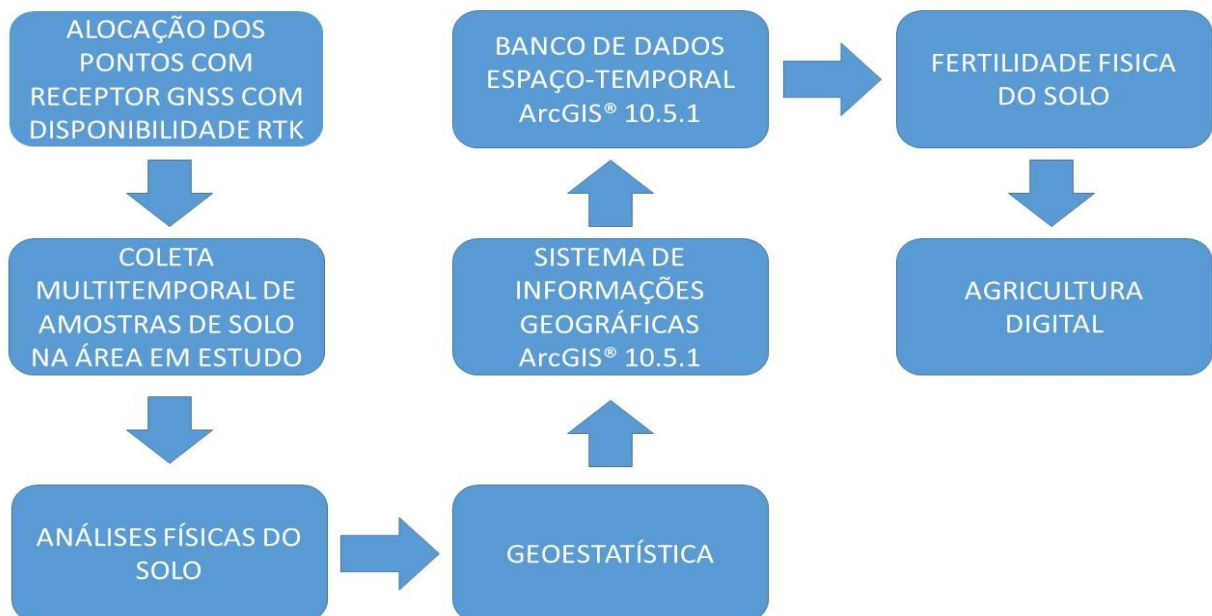 ALOCAÇÃO DOS
PONTOS COM
RECEPTOR GNSS COM
DISPONIBILIDADE RTK
COLETA
MULTITEMPORAL DE
AMOSTRAS DE SOLO
NA ÁREA EM ESTUDO
ANÁLISES FÍSICAS DO
SOLO
GEOESTATÍSTICA
SISTEMA DE
INFORMAÇÕES
GEOGRÁFICAS
ArcGIS® 10.5.1
BANCO DE DADOS
ESPAÇO-TEMPORAL
ArcGIS® 10.5.1
FERTILIDADE FISICA
DO SOLO
AGRICULTURA
DIGITAL